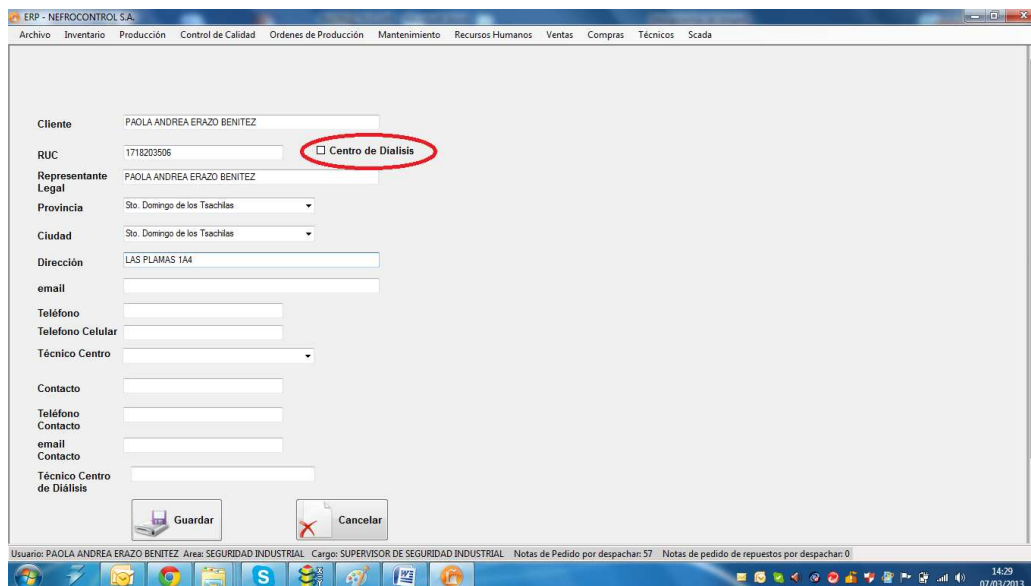 ERP - NEFROCONTROL S.A.
Archivo Inventario Producción Control de Calidad Ordenes de Producción Mantenimiento Recursos Humanos Ventas Compras Técnicos Scada
Cliente PAOLA ANDREA ERAZO BENITEZ
RUC 1718203506 Centro de Díalisis
Representante PAOLA ANDREA ERAZO BENITEZ
Legal
Provincia Sto. Domingo de los Tsachilas
Ciudad Sto. Domingo de los Tsachilas
Dirección LAS PLAMAS 1A4
email
Teléfono
Telefono Celular
Técnico Centro
Contacto
Teléfono
Contacto
email
Contacto
Técnico Centro
de Diálisis
Guardar Cancelar
Usuario: PAOLA ANDREA ERAZO BENITEZ Area: SEGURIDAD INDUSTRIAL Cargo: SUPERVISOR DE SEGURIDAD INDUSTRIAL Notas de Pedido por despachar: 57 Notas de pedido de repuestos por despachar: 0
14:29